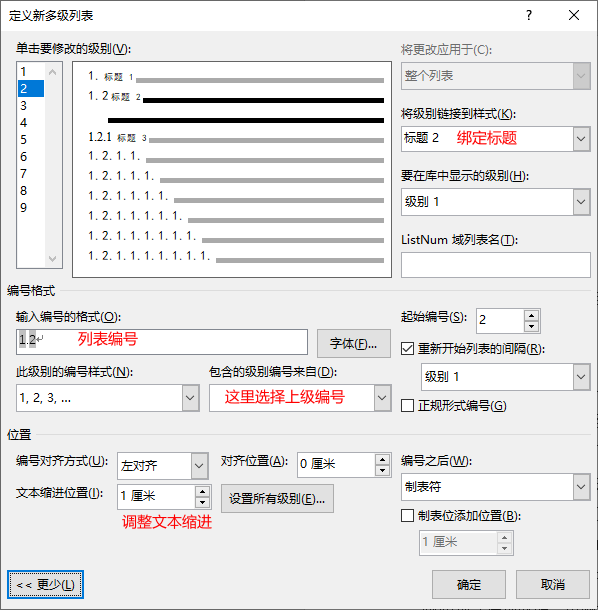 定义新多级列表
单击要修改的级别(V):
将更改应用于(C):
1
2
3
4
5
6
7
8
9
1. 标题 1
1. 2 标题 2
1.2.1 标题 3
1. 2. 1. 1.
1. 2. 1. 1. 1.
1. 2. 1. 1. 1. 1.
1. 2. 1. 1. 1. 1. 1.
1. 2. 1. 1. 1. 1. 1. 1.
1. 2. 1. 1. 1. 1. 1. 1. 1.
整个列表
将级别链接到样式(K):
标题 2 绑定标题
要在库中显示的级别(H):
级别 1
ListNum 域列表名(T):
编号格式
输入编号的格式(O):
1.2↵ 列表编号
字体(F)...
起始编号(S): 2
重新开始列表的间隔(R):
级别 1
此级别的编号样式(N):
包含的级别编号来自(D):
1, 2, 3, ...
这里选择上级编号
正规形式编号(G)
位置
编号对齐方式(U): 左对齐
对齐位置(A): 0 厘米
编号之后(W):
制表符
文本缩进位置(I): 1 厘米
设置所有级别(E)...
调整文本缩进
制表位添加位置(B):
1 厘米
<< 更少(L)
确定
取消